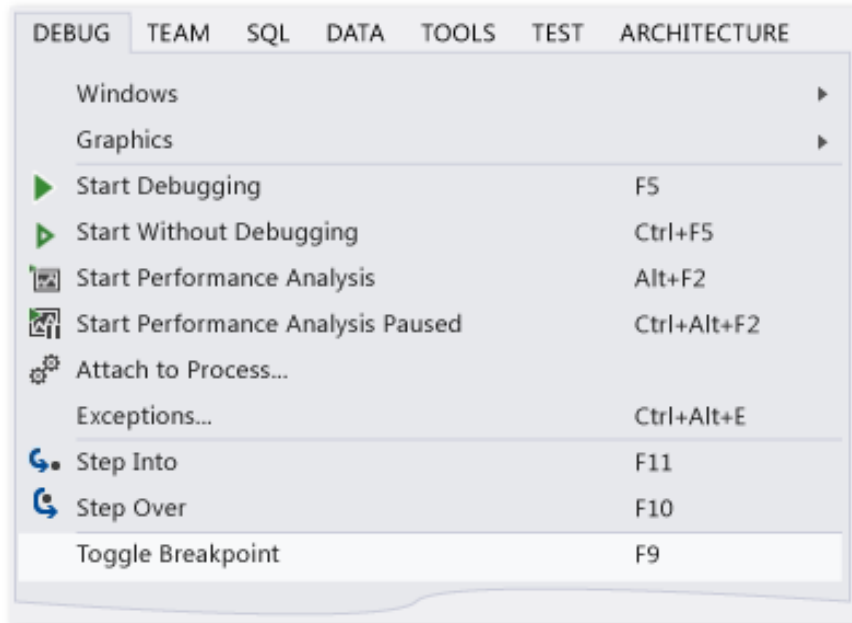 DEBUG TEAM SQL DATA TOOLS TEST ARCHITECTURE
Windows
Graphics
Start Debugging F5
Start Without Debugging Ctrl+F5
Start Performance Analysis Alt+F2
Start Performance Analysis Paused Ctrl+Alt+F2
Attach to Process...
Exceptions... Ctrl+Alt+E
Step Into F11
Step Over F10
Toggle Breakpoint F9